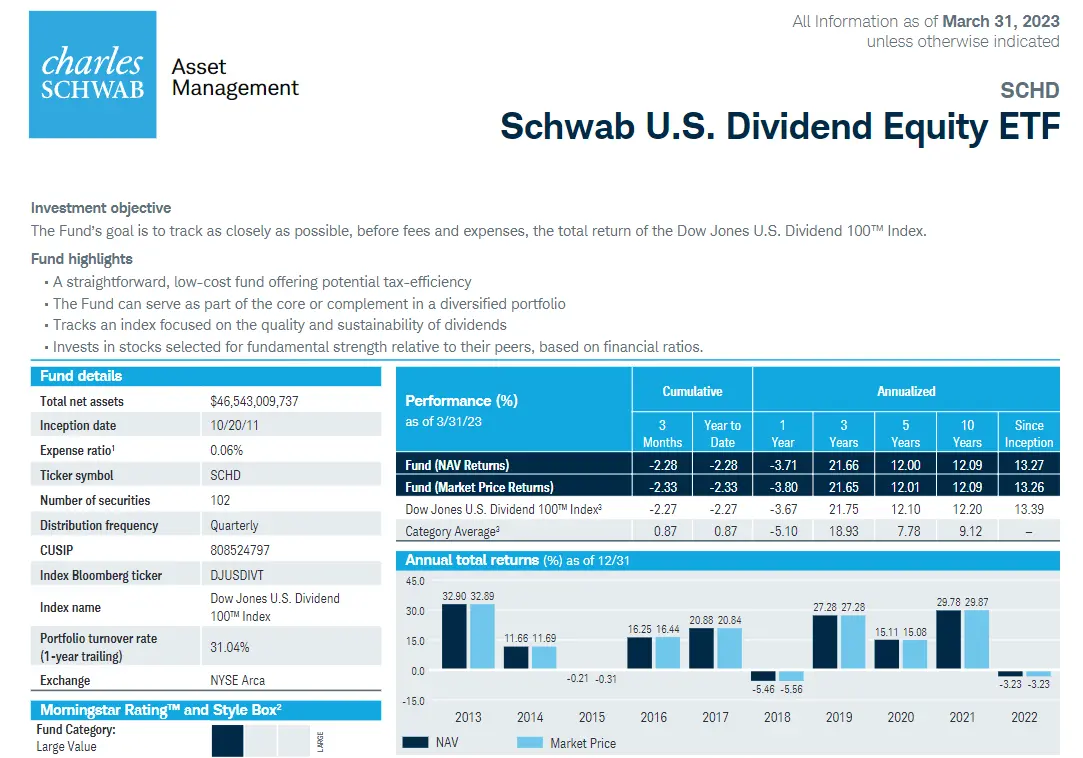 charles
SCHWAB
Asset
Management
All Information as of March 31, 2023
unless otherwise indicated
SCHD
Schwab U.S. Dividend Equity ETF
Investment objective
The Fund's goal is to track as closely as possible, before fees and expenses, the total return of the Dow Jones U.S. Dividend 100™ Index.
Fund highlights
▪ A straightforward, low-cost fund offering potential tax-efficiency
▪ The Fund can serve as part of the core or complement in a diversified portfolio
▪ Tracks an index focused on the quality and sustainability of dividends
▪ Invests in stocks selected for fundamental strength relative to their peers, based on financial ratios.
Fund details
Total net assets $46,543,009,737
Inception date 10/20/11
Expense ratio¹ 0.06%
Ticker symbol SCHD
Number of securities 102
Distribution frequency Quarterly
CUSIP 808524797
Index Bloomberg ticker DJUSDIVT
Index name Dow Jones U.S. Dividend
100™ Index
Portfolio turnover rate
(1-year trailing) 31.04%
Exchange NYSE Arca
Morningstar Rating™ and Style Box²
Fund Category:
Large Value
LARGE
Performance (%)
as of 3/31/23
Cumulative Annualized
3 Months Year to Date 1 Year 3 Years 5 Years 10 Years Since Inception
Fund (NAV Returns) -2.28 -2.28 -3.71 21.66 12.00 12.09 13.27
Fund (Market Price Returns) -2.33 -2.33 -3.80 21.65 12.01 12.09 13.26
Dow Jones U.S. Dividend 100™ Index³ -2.27 -2.27 -3.67 21.75 12.10 12.20 13.39
Category Average³ 0.87 0.87 -5.10 18.93 7.78 9.12 –
Annual total returns (%) as of 12/31
45.0
30.0
15.0
0.0
-15.0
32.90 32.89
11.66 11.69
-0.21 -0.31
16.25 16.44
20.88 20.84
-5.46 -5.56
27.28 27.28
15.11 15.08
29.78 29.87
-3.23 -3.23
2013 2014 2015 2016 2017 2018 2019 2020 2021 2022
NAV Market Price